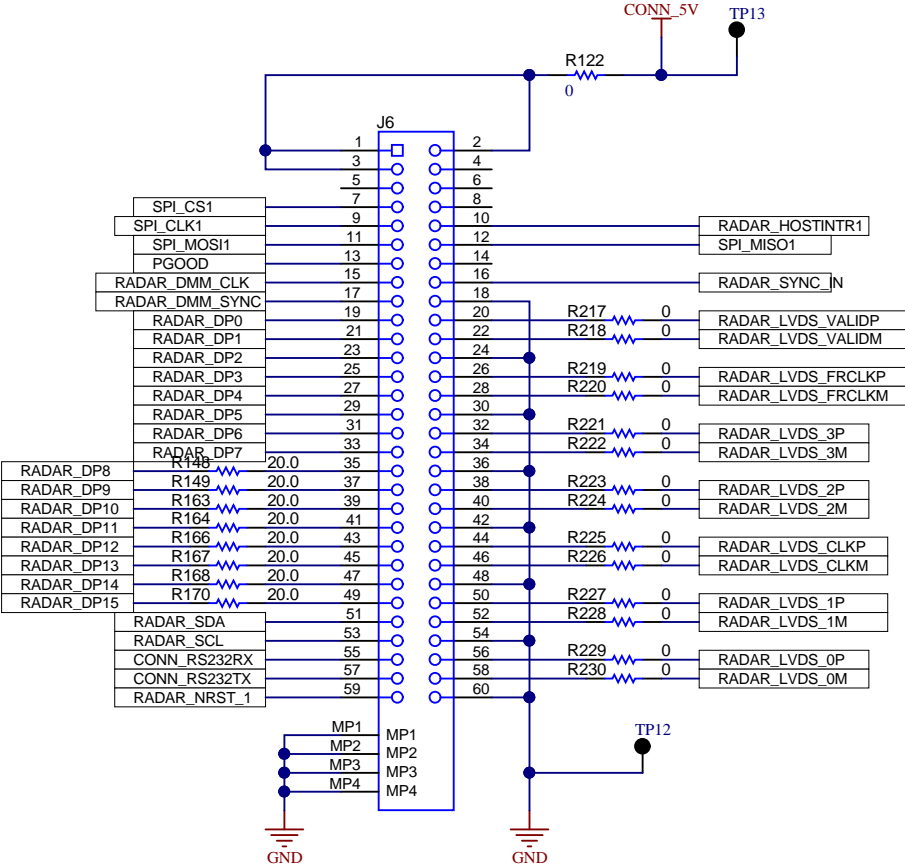 CONN_5V TP13
R122
0
J6
1 2
3 4
5 6
SPI_CS1 7 8
SPI_CLK1 9 10 RADAR_HOSTINTR1
SPI_MOSI1 11 12 SPI_MISO1
PGOOD 13 14
RADAR_DMM_CLK 15 16 RADAR_SYNC_IN
RADAR_DMM_SYNC 17 18
RADAR_DP0 19 20 R217 0 RADAR_LVDS_VALIDP
RADAR_DP1 21 22 R218 0 RADAR_LVDS_VALIDM
RADAR_DP2 23 24
RADAR_DP3 25 26 R219 0 RADAR_LVDS_FRCLKP
RADAR_DP4 27 28 R220 0 RADAR_LVDS_FRCLKM
RADAR_DP5 29 30
RADAR_DP6 31 32 R221 0 RADAR_LVDS_3P
RADAR_DP7 33 34 R222 0 RADAR_LVDS_3M
RADAR_DP8 R148 20.0 35 36
RADAR_DP9 R149 20.0 37 38 R223 0 RADAR_LVDS_2P
RADAR_DP10 R163 20.0 39 40 R224 0 RADAR_LVDS_2M
RADAR_DP11 R164 20.0 41 42
RADAR_DP12 R166 20.0 43 44 R225 0 RADAR_LVDS_CLKP
RADAR_DP13 R167 20.0 45 46 R226 0 RADAR_LVDS_CLKM
RADAR_DP14 R168 20.0 47 48
RADAR_DP15 R170 20.0 49 50 R227 0 RADAR_LVDS_1P
RADAR_SDA 51 52 R228 0 RADAR_LVDS_1M
RADAR_SCL 53 54
CONN_RS232RX 55 56 R229 0 RADAR_LVDS_0P
CONN_RS232TX 57 58 R230 0 RADAR_LVDS_0M
RADAR_NRST_1 59 60
MP1 MP1 TP12
MP2 MP2
MP3 MP3
MP4 MP4
GND GND